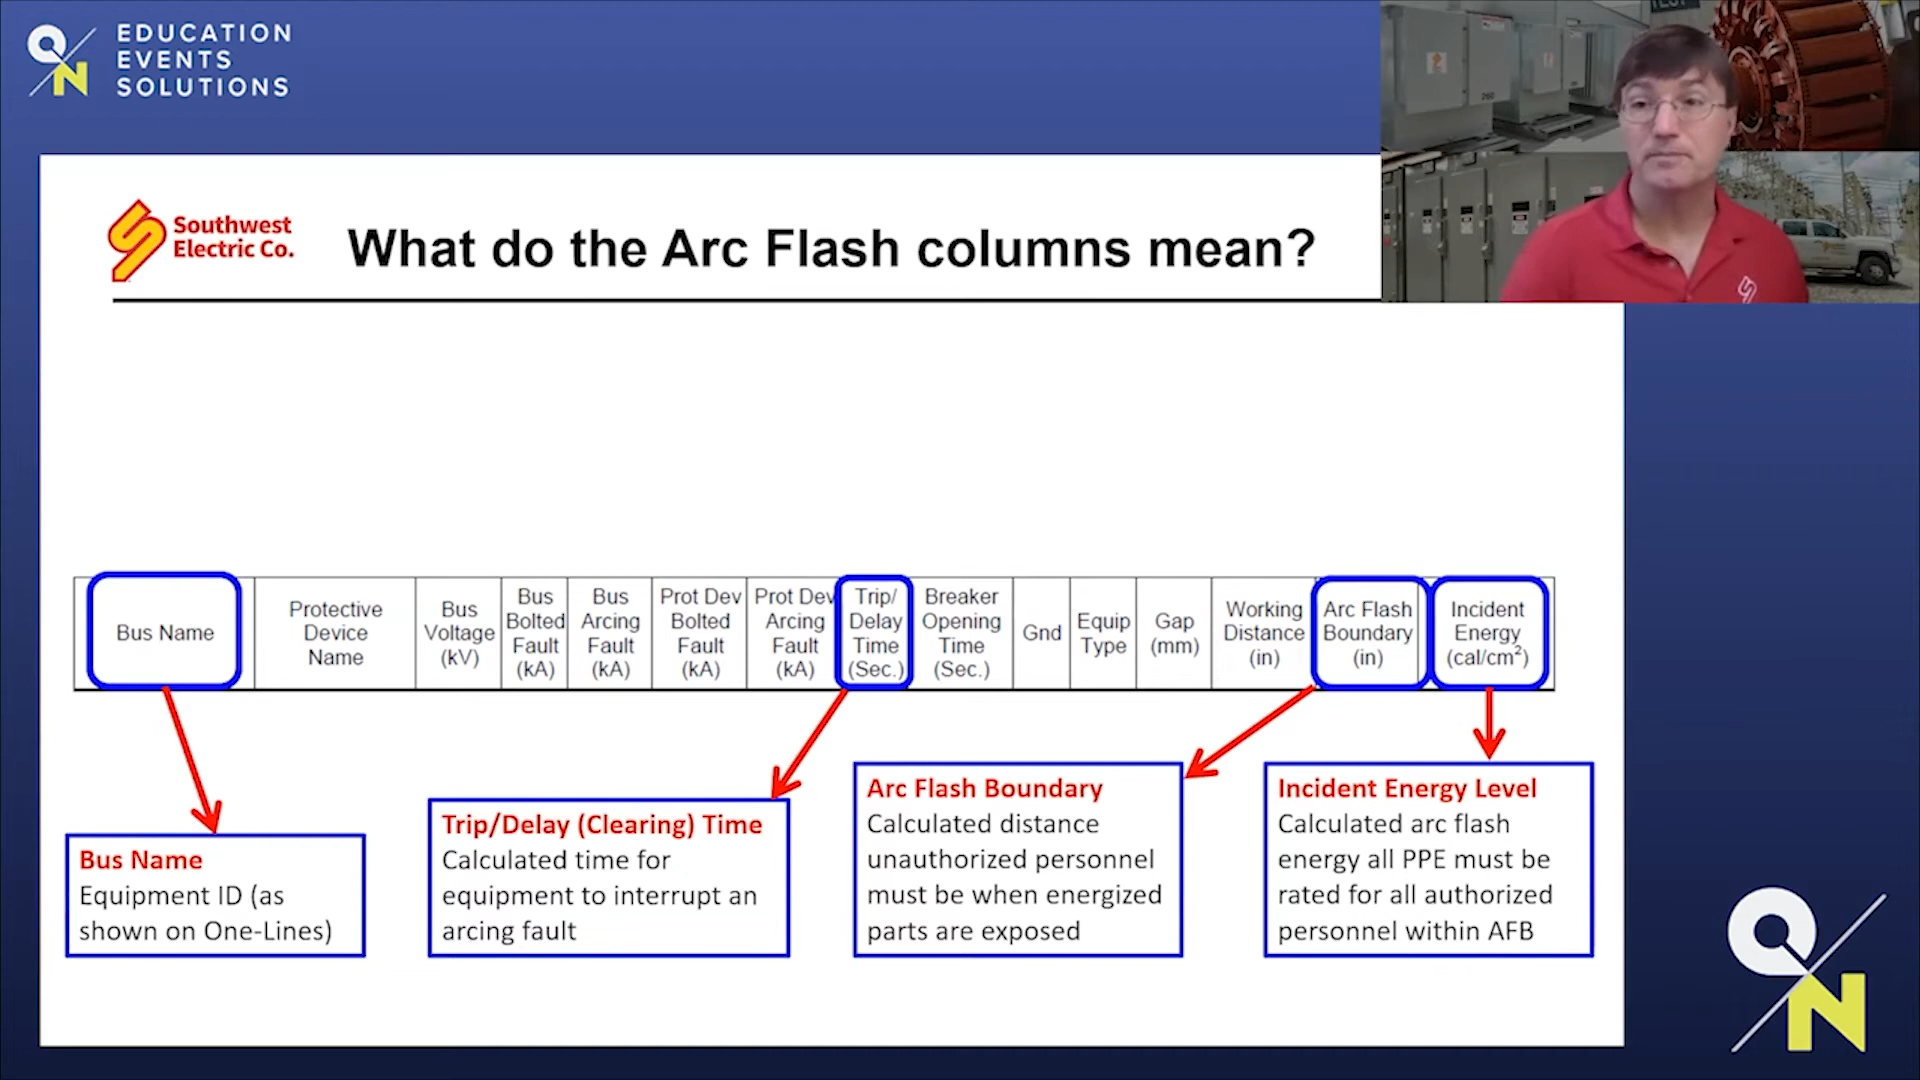 EDUCATION
EVENTS
SOLUTIONS
Southwest
Electric Co.
What do the Arc Flash columns mean?
260
Bus Name
Protective
Device
Name
Bus
Voltage
(kV)
Bus
Bolted
Fault
(kA)
Bus
Arcing
Fault
(kA)
Prot Dev
Bolted
Fault
(kA)
Prot Dev
Arcing
Fault
(kA)
Trip/
Delay
Time
(Sec.)
Breaker
Opening
Time
(Sec.)
Gnd
Equip
Type
Gap
(mm)
Working
Distance
(in)
Arc Flash
Boundary
(in)
Incident
Energy
(cal/cm²)
Bus Name
Equipment ID (as
shown on One-Lines)
Trip/Delay (Clearing) Time
Calculated time for
equipment to interrupt an
arcing fault
Arc Flash Boundary
Calculated distance
unauthorized personnel
must be when energized
parts are exposed
Incident Energy Level
Calculated arc flash
energy all PPE must be
rated for all authorized
personnel within AFB